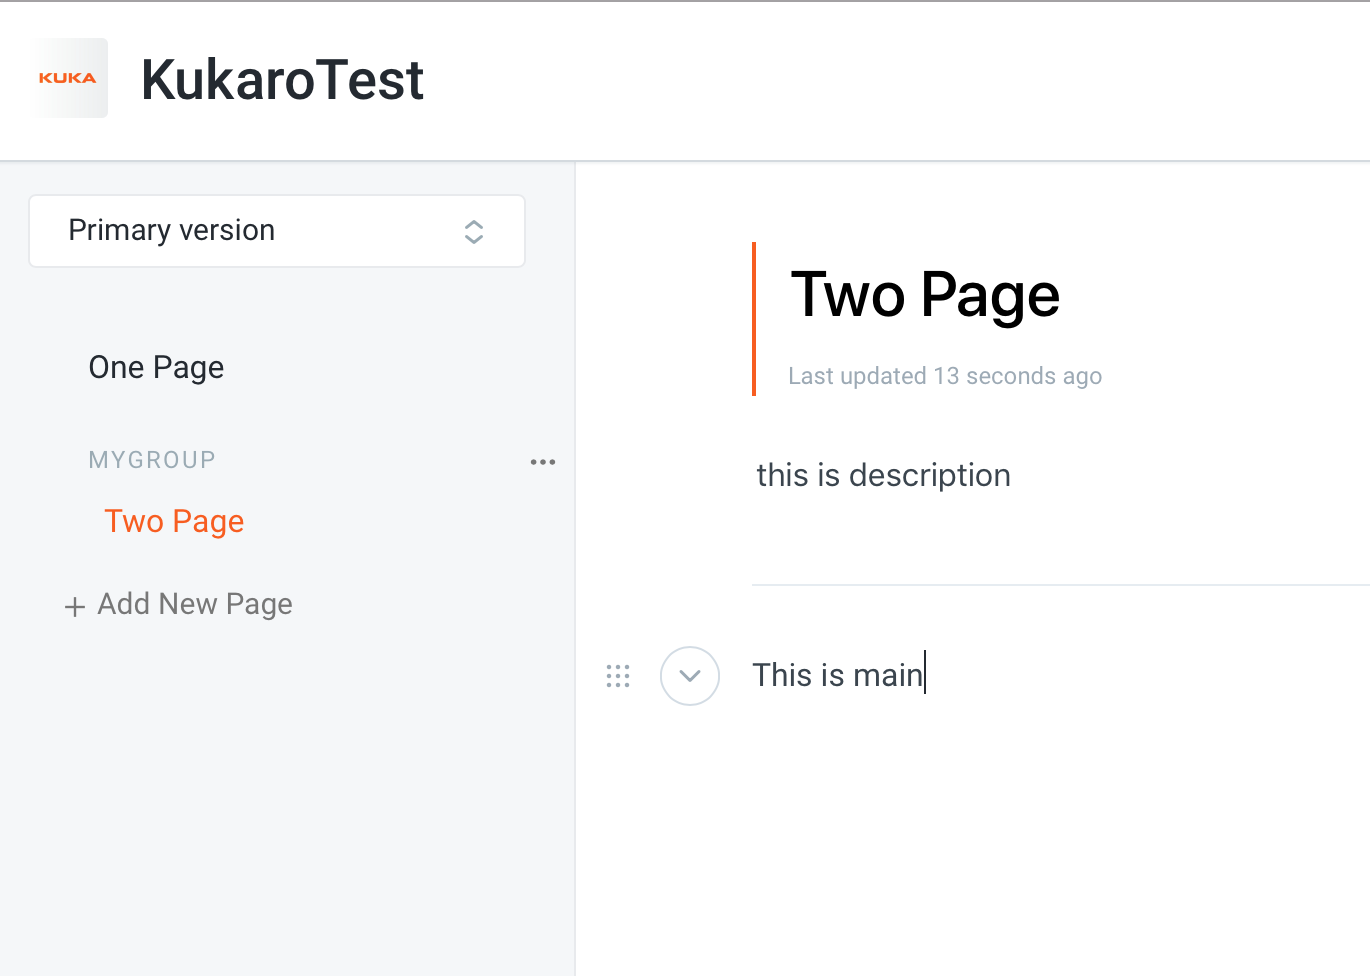 KUKA
KukaroTest
Primary version
One Page
MYGROUP
Two Page
Add New Page
Two Page
Last updated 13 seconds ago
this is description
This is main